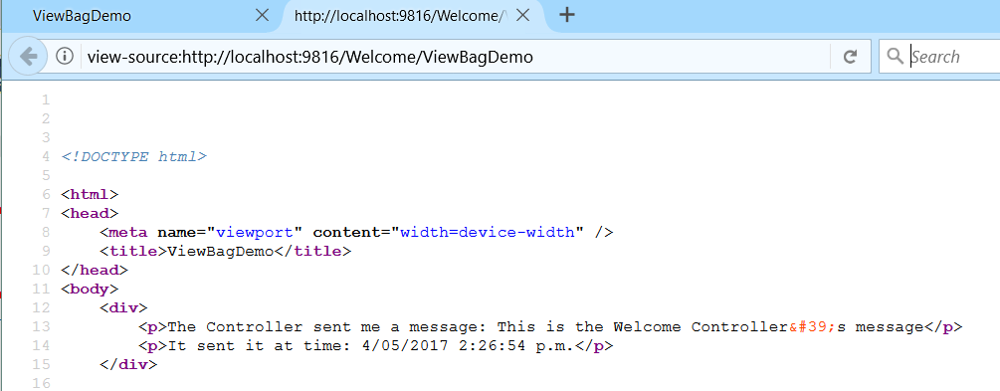 ViewBagDemo
http://localhost:9816/Welcome/
view-source:http://localhost:9816/Welcome/ViewBagDemo
Search
1
2
3
4 <!DOCTYPE html>
5
6 <html>
7 <head>
8 <meta name="viewport" content="width=device-width" />
9 <title>ViewBagDemo</title>
10 </head>
11 <body>
12 <div>
13 <p>The Controller sent me a message: This is the Welcome Controller&#39;s message</p>
14 <p>It sent it at time: 4/05/2017 2:26:54 p.m.</p>
15 </div>
16